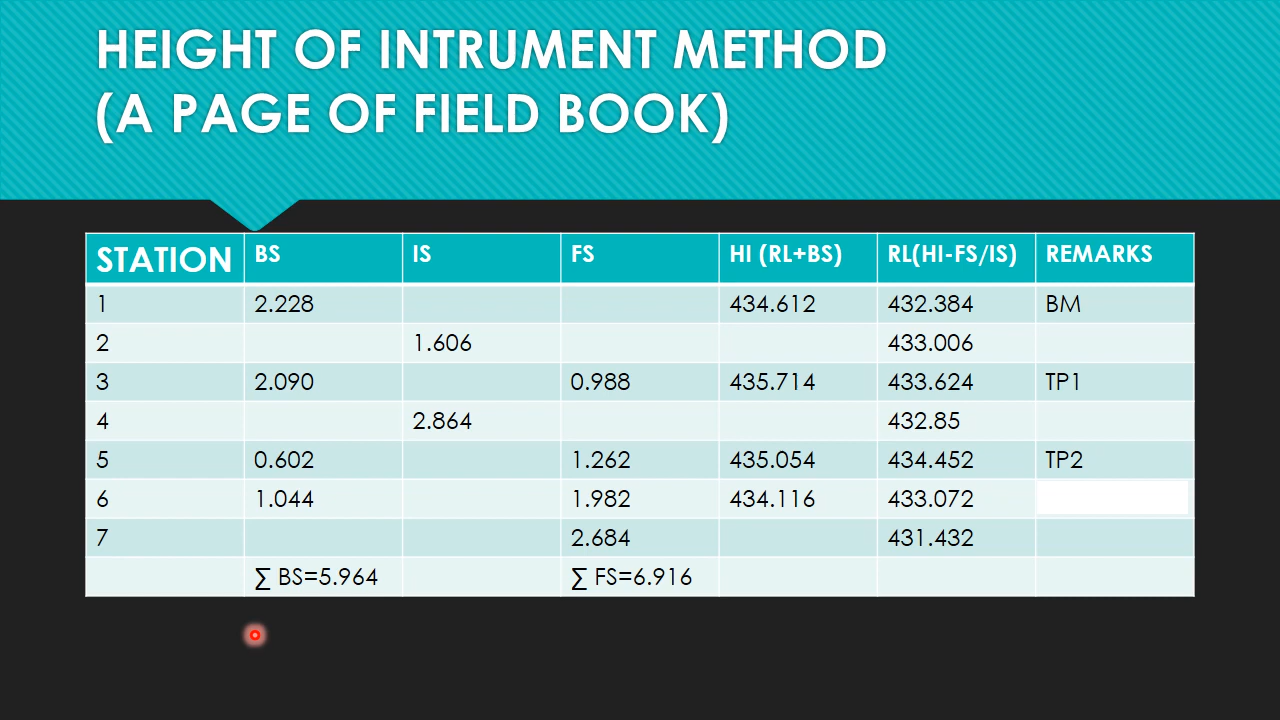 HEIGHT OF INTRUMENT METHOD
(A PAGE OF FIELD BOOK)
STATION BS IS FS HI (RL+BS) RL(HI-FS/IS) REMARKS
1 2.228 434.612 432.384 BM
2 1.606 433.006
3 2.090 0.988 435.714 433.624 TP1
4 2.864 432.85
5 0.602 1.262 435.054 434.452 TP2
6 1.044 1.982 434.116 433.072
7 2.684 431.432
∑ BS=5.964 ∑ FS=6.916